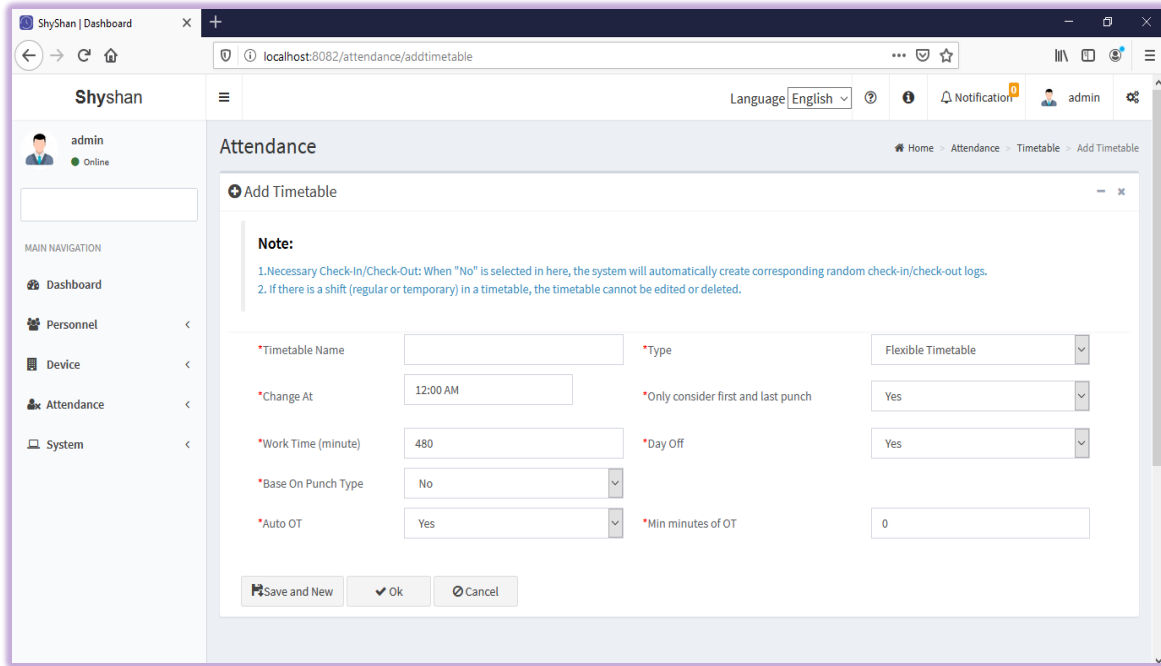 ShyShan | Dashboard
localhost:8082/attendance/addtimetable
Shyshan
Language English
Notification 0
admin
admin
Online
Attendance
Home > Attendance > Timetable > Add Timetable
Add Timetable
MAIN NAVIGATION
Dashboard
Personnel
Device
Attendance
System
Note:
1.Necessary Check-In/Check-Out: When "No" is selected in here, the system will automatically create corresponding random check-in/check-out logs.
2. If there is a shift (regular or temporary) in a timetable, the timetable cannot be edited or deleted.
*Timetable Name
*Type Flexible Timetable
*Change At 12:00 AM
*Only consider first and last punch Yes
*Work Time (minute) 480
*Day Off Yes
*Base On Punch Type No
*Auto OT Yes
*Min minutes of OT 0
Save and New Ok Cancel